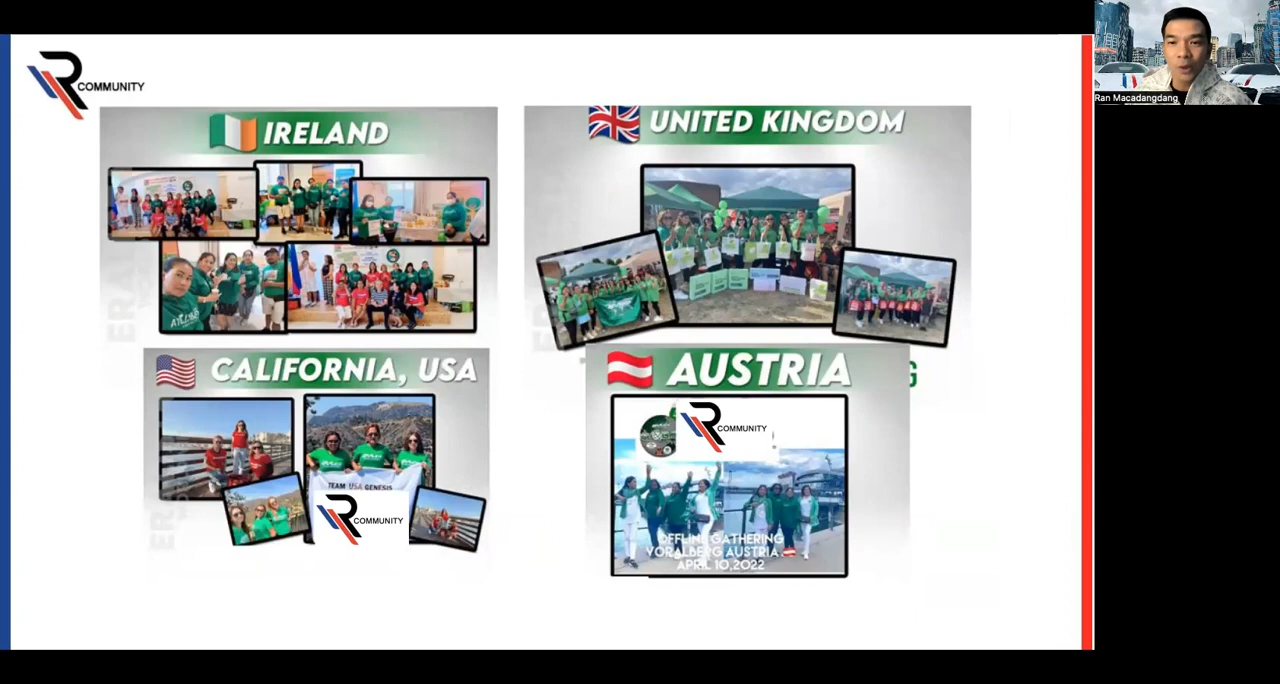 Ran Macadangdang
R COMMUNITY
IRELAND
UNITED KINGDOM
CALIFORNIA, USA
TEAM USA GENESIS
R COMMUNITY
AUSTRIA
G
R COMMUNITY
OFFLINE GATHERING
VORALBERG AUSTRIA
APRIL 10,2022